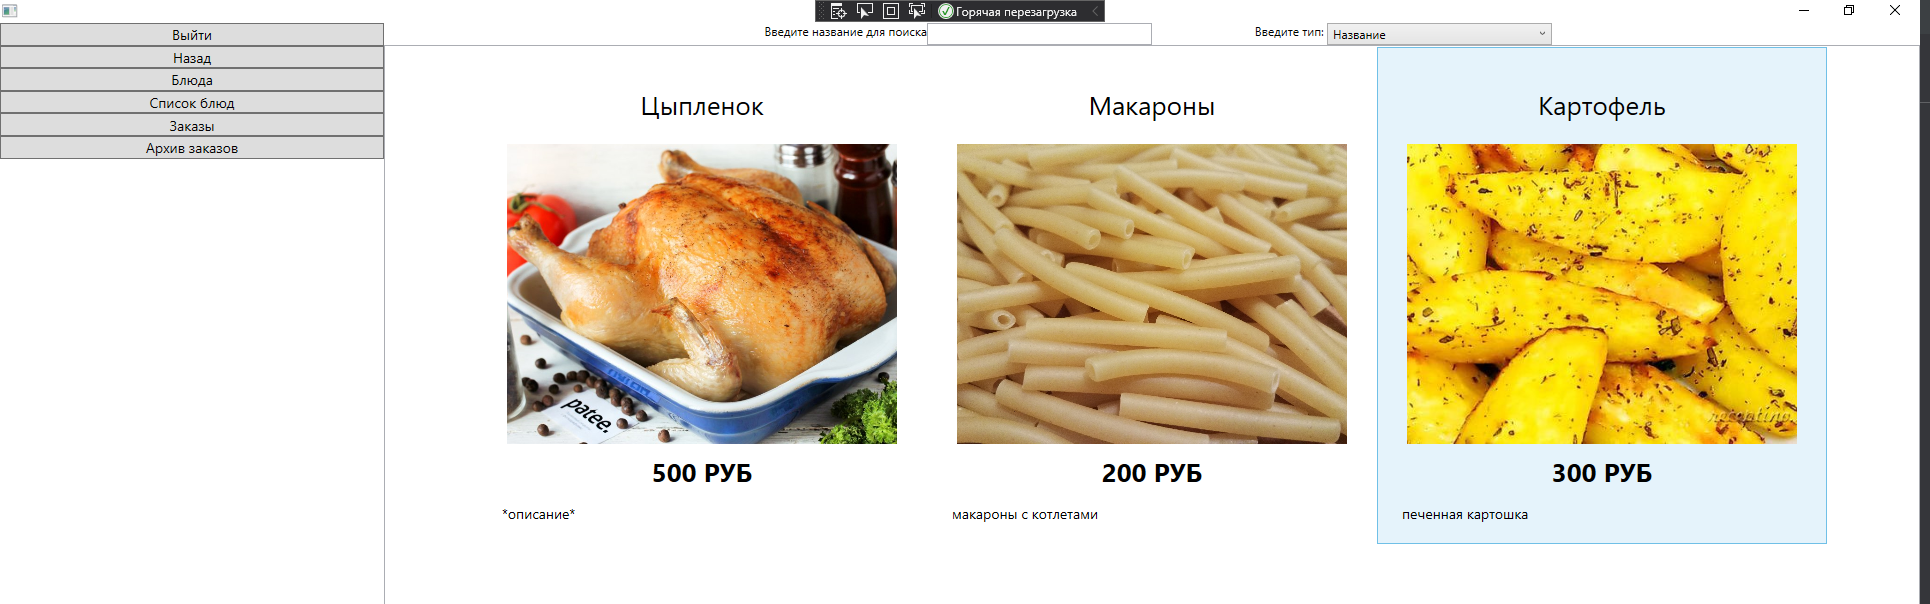 Горячая перезагрузка
Выйти
Введите название для поиска
Введите тип: Название
Назад
Блюда
Список блюд
Заказы
Архив заказов
Цыпленок
Макароны
Картофель
patee.
recepting
500 РУБ
200 РУБ
300 РУБ
*описание*
макароны с котлетами
печенная картошка